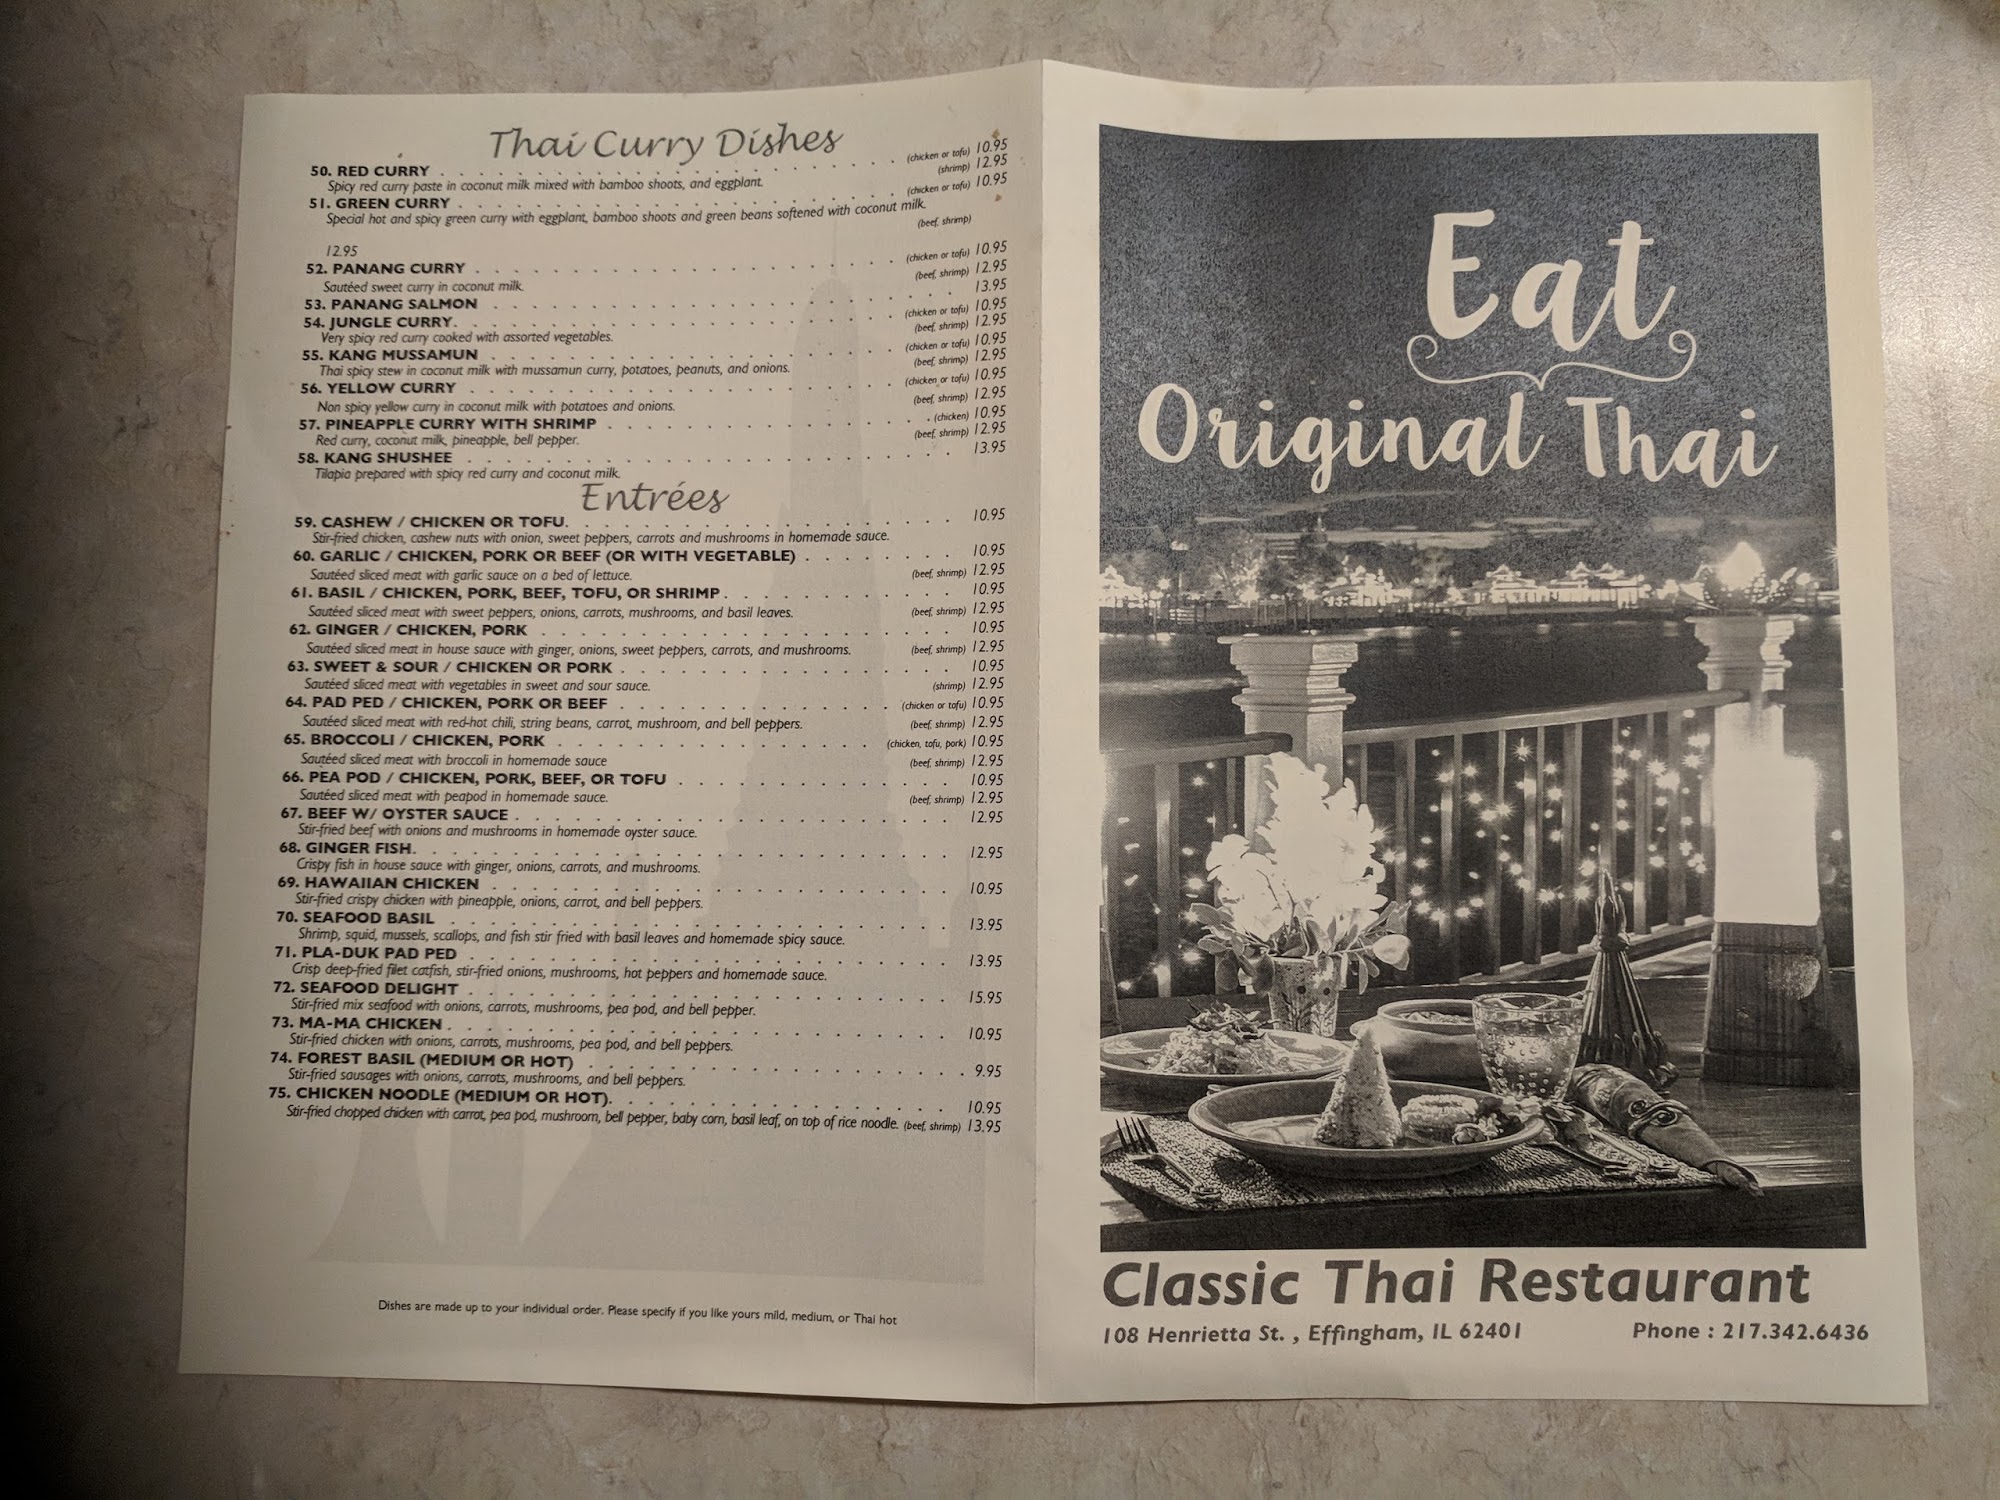 Thai Curry Dishes
50. RED CURRY . . . (chicken or tofu) 10.95
(shrimp) 12.95
Spicy red curry paste in coconut milk mixed with bamboo shoots, and eggplant.
51. GREEN CURRY . . . (chicken or tofu) 10.95
Special hot and spicy green curry with eggplant, bamboo shoots and green beans softened with coconut milk.
(beef, shrimp)
12.95
52. PANANG CURRY . . . (chicken or tofu) 10.95
Sautéed sweet curry in coconut milk. (beef, shrimp) 12.95
53. PANANG SALMON . . . 13.95
54. JUNGLE CURRY. . . . (chicken or tofu) 10.95
Very spicy red curry cooked with assorted vegetables. (beef, shrimp) 12.95
55. KANG MUSSAMUN . . . (chicken or tofu) 10.95
Thai spicy stew in coconut milk with mussamun curry, potatoes, peanuts, and onions. (beef, shrimp) 12.95
56. YELLOW CURRY . . . (chicken or tofu) 10.95
Non spicy yellow curry in coconut milk with potatoes and onions. (beef, shrimp) 12.95
57. PINEAPPLE CURRY WITH SHRIMP . . . (chicken) 10.95
Red curry, coconut milk, pineapple, bell pepper. (beef, shrimp) 12.95
58. KANG SHUSHEE . . . 13.95
Tilapia prepared with spicy red curry and coconut milk.
Entrées
59. CASHEW / CHICKEN OR TOFU. . . . 10.95
Stir-fried chicken, cashew nuts with onion, sweet peppers, carrots and mushrooms in homemade sauce.
60. GARLIC / CHICKEN, PORK OR BEEF (OR WITH VEGETABLE) . . . 10.95
Sautéed sliced meat with garlic sauce on a bed of lettuce. (beef, shrimp) 12.95
61. BASIL / CHICKEN, PORK, BEEF, TOFU, OR SHRIMP . . . 10.95
Sautéed sliced meat with sweet peppers, onions, carrots, mushrooms, and basil leaves. (beef, shrimp) 12.95
62. GINGER / CHICKEN, PORK . . . 10.95
Sautéed sliced meat in house sauce with ginger, onions, sweet peppers, carrots, and mushrooms. (beef, shrimp) 12.95
63. SWEET & SOUR / CHICKEN OR PORK . . . 10.95
Sautéed sliced meat with vegetables in sweet and sour sauce. (shrimp) 12.95
64. PAD PED / CHICKEN, PORK OR BEEF . . . (chicken or tofu) 10.95
Sautéed sliced meat with red-hot chili, string beans, carrot, mushroom, and bell peppers. (beef, shrimp) 12.95
65. BROCCOLI / CHICKEN, PORK . . . (chicken, tofu, pork) 10.95
Sautéed sliced meat with broccoli in homemade sauce (beef, shrimp) 12.95
66. PEA POD / CHICKEN, PORK, BEEF, OR TOFU . . . 10.95
Sautéed sliced meat with peapod in homemade sauce. (beef, shrimp) 12.95
67. BEEF W/ OYSTER SAUCE . . . 12.95
Stir-fried beef with onions and mushrooms in homemade oyster sauce.
68. GINGER FISH. . . . 12.95
Crispy fish in house sauce with ginger, onions, carrots, and mushrooms.
69. HAWAIIAN CHICKEN . . . 10.95
Stir-fried crispy chicken with pineapple, onions, carrot, and bell peppers.
70. SEAFOOD BASIL . . . 13.95
Shrimp, squid, mussels, scallops, and fish stir fried with basil leaves and homemade spicy sauce.
71. PLA-DUK PAD PED . . . 13.95
Crisp deep-fried filet catfish, stir-fried onions, mushrooms, hot peppers and homemade sauce.
72. SEAFOOD DELIGHT . . . 15.95
Stir-fried mix seafood with onions, carrots, mushrooms, pea pod, and bell pepper.
73. MA-MA CHICKEN . . . 10.95
Stir-fried chicken with onions, carrots, mushrooms, pea pod, and bell peppers.
74. FOREST BASIL (MEDIUM OR HOT) . . . 9.95
Stir-fried sausages with onions, carrots, mushrooms, and bell peppers.
75. CHICKEN NOODLE (MEDIUM OR HOT). . . . 10.95
Stir-fried chopped chicken with carrot, pea pod, mushroom, bell pepper, baby corn, basil leaf, on top of rice noodle. (beef, shrimp) 13.95
Dishes are made up to your individual order. Please specify if you like yours mild, medium, or Thai hot
Eat
Original Thai
Classic Thai Restaurant
108 Henrietta St. , Effingham, IL 62401 Phone : 217.342.6436